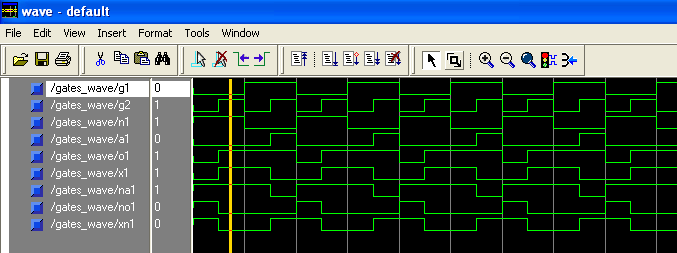 wave - default
File Edit View Insert Format Tools Window
/gates_wave/g1 0
/gates_wave/g2 1
/gates_wave/n1 1
/gates_wave/a1 0
/gates_wave/o1 1
/gates_wave/x1 1
/gates_wave/na1 1
/gates_wave/no1 0
/gates_wave/xn1 0